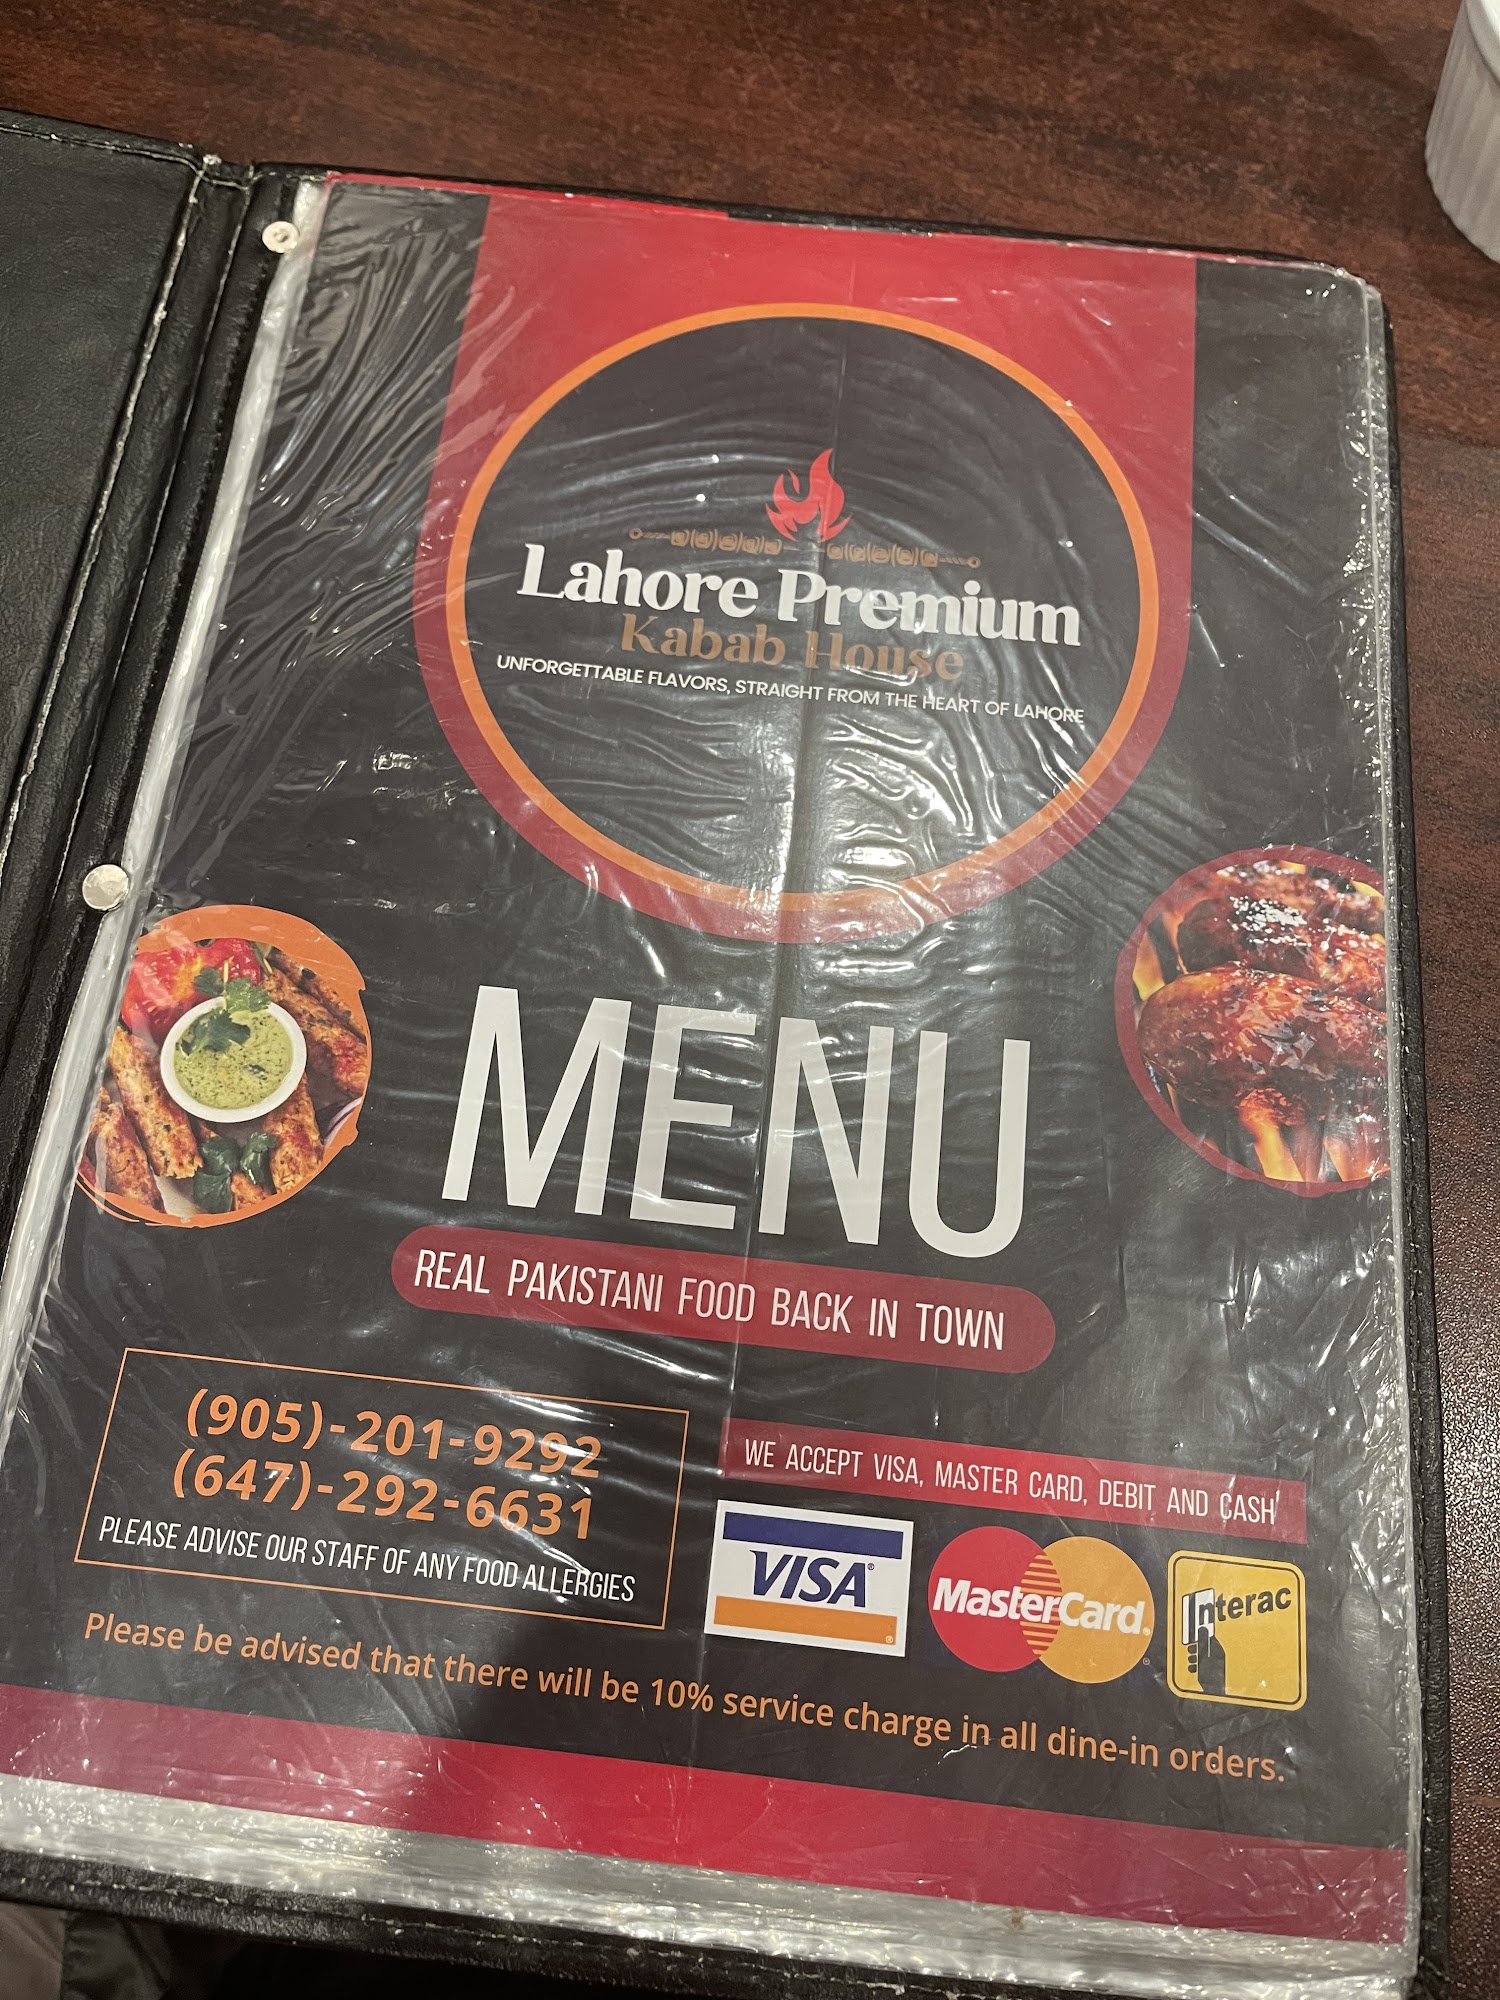 Lahore Premium
Kabab House
UNFORGETTABLE FLAVORS, STRAIGHT FROM THE HEART OF LAHORE
MENU
REAL PAKISTANI FOOD BACK IN TOWN
(905)-201-9292
(647)-292-6631
PLEASE ADVISE OUR STAFF OF ANY FOOD ALLERGIES
WE ACCEPT VISA, MASTER CARD, DEBIT AND CASH'
VISA
MasterCard
Interac
Please be advised that there will be 10% service charge in all dine-in orders.